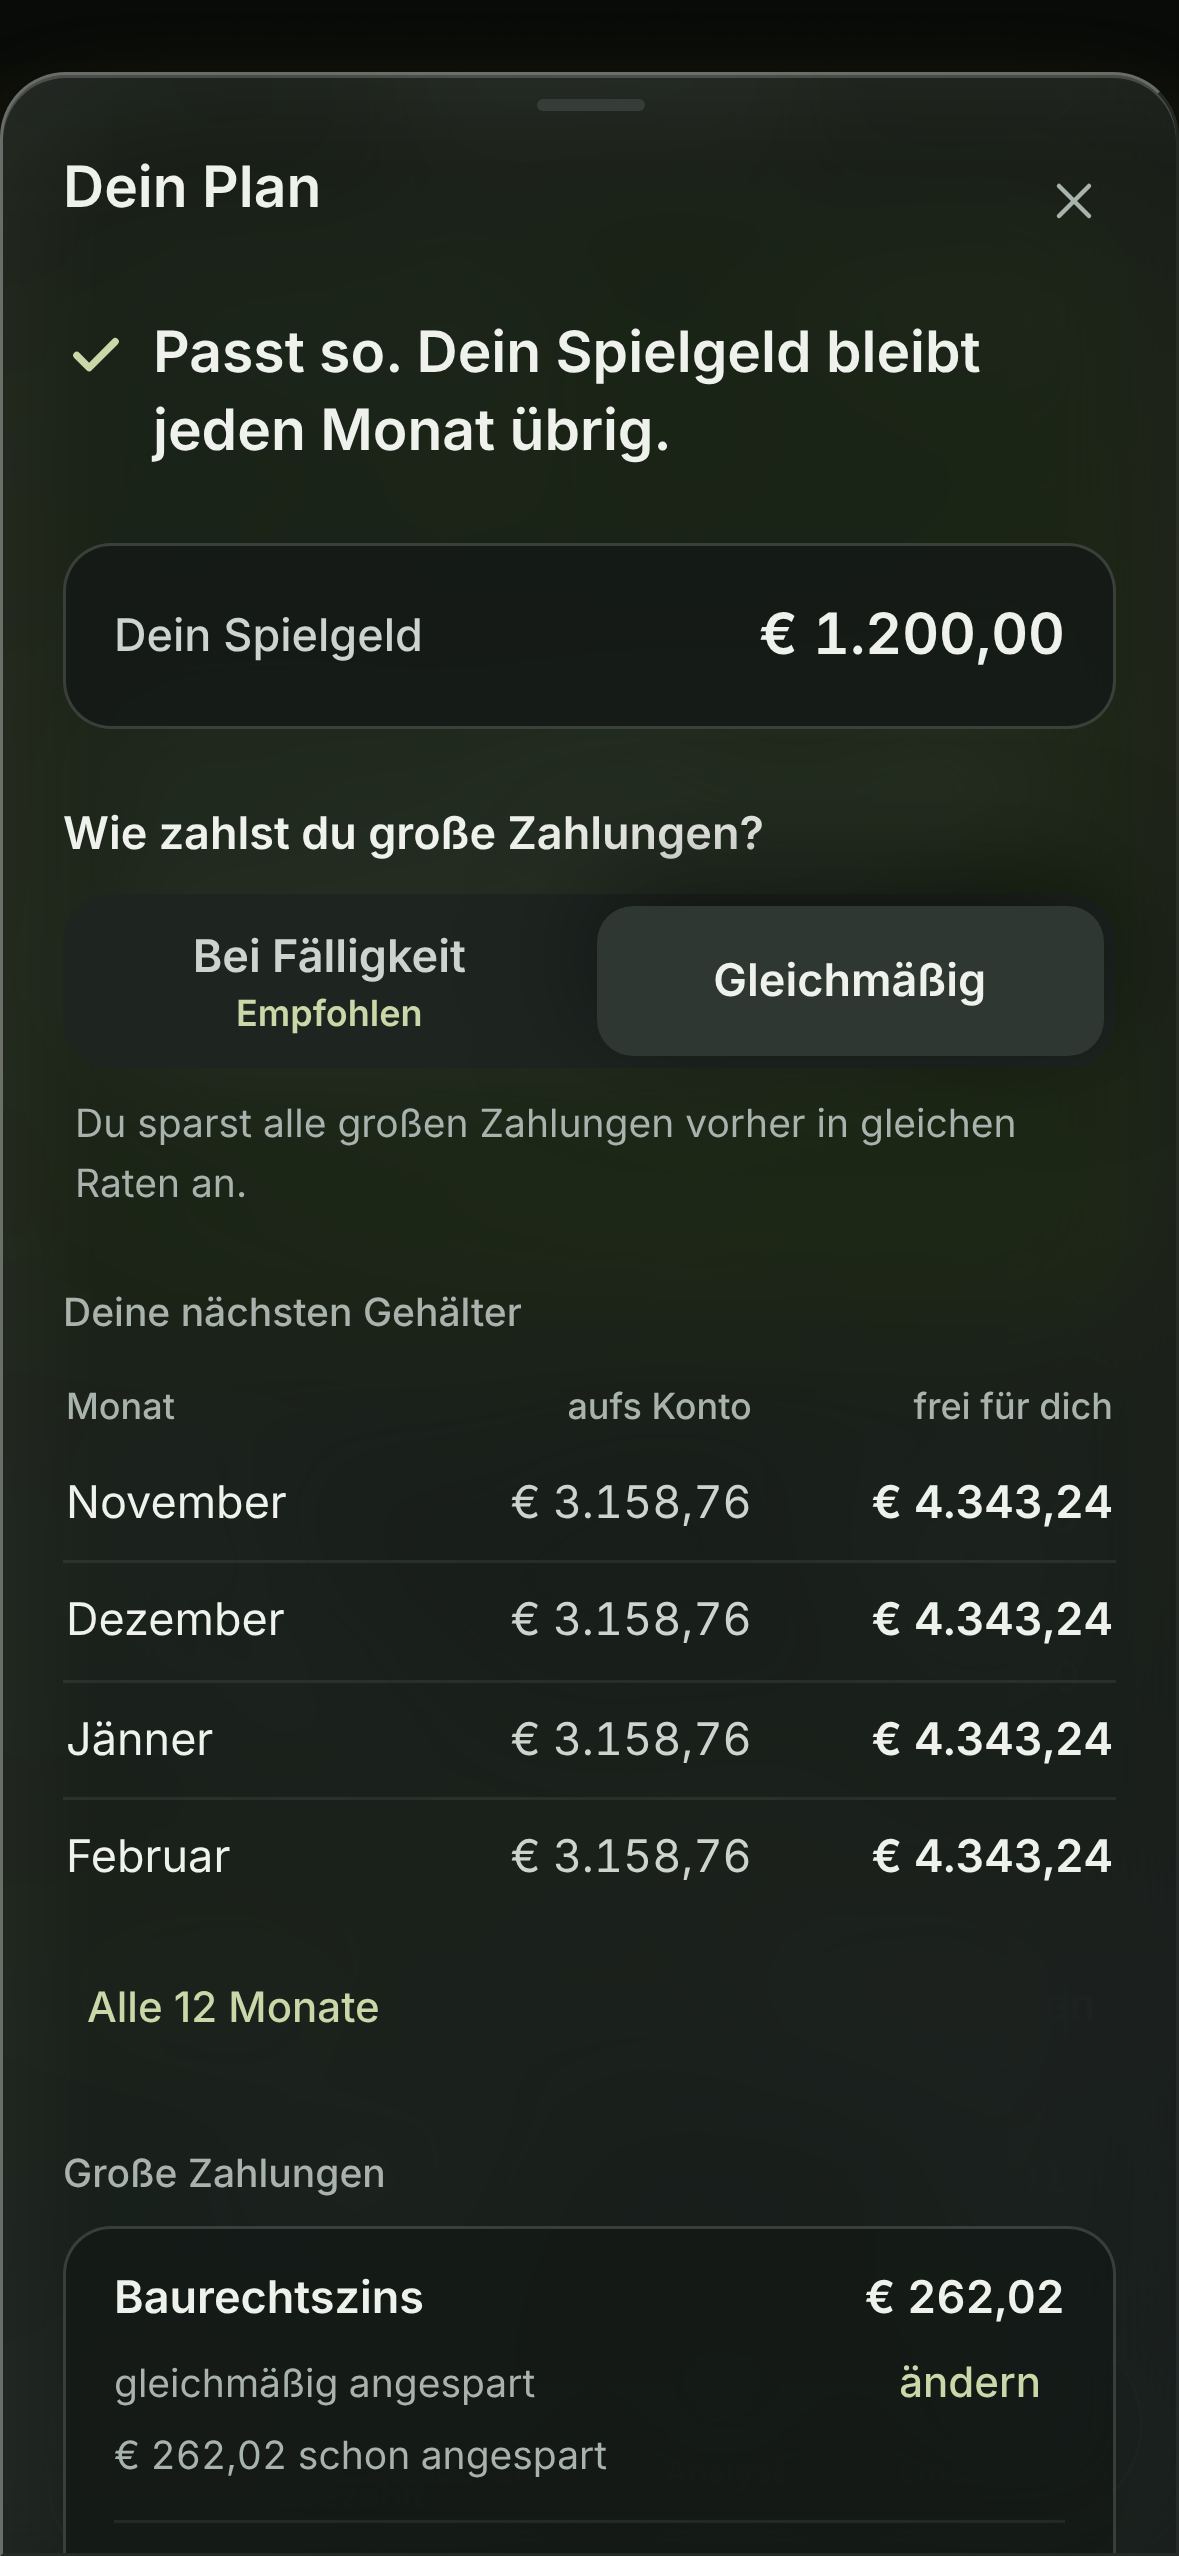 Dein Plan
Passt so. Dein Spielgeld bleibt
jeden Monat übrig.
Dein Spielgeld € 1.200,00
Wie zahlst du große Zahlungen?
Bei Fälligkeit
Empfohlen
Gleichmäßig
Du sparst alle großen Zahlungen vorher in gleichen
Raten an.
Deine nächsten Gehälter
Monat aufs Konto frei für dich
November € 3.158,76 € 4.343,24
Dezember € 3.158,76 € 4.343,24
Jänner € 3.158,76 € 4.343,24
Februar € 3.158,76 € 4.343,24
Alle 12 Monate
Große Zahlungen
Baurechtszins € 262,02
gleichmäßig angespart ändern
€ 262,02 schon angespart